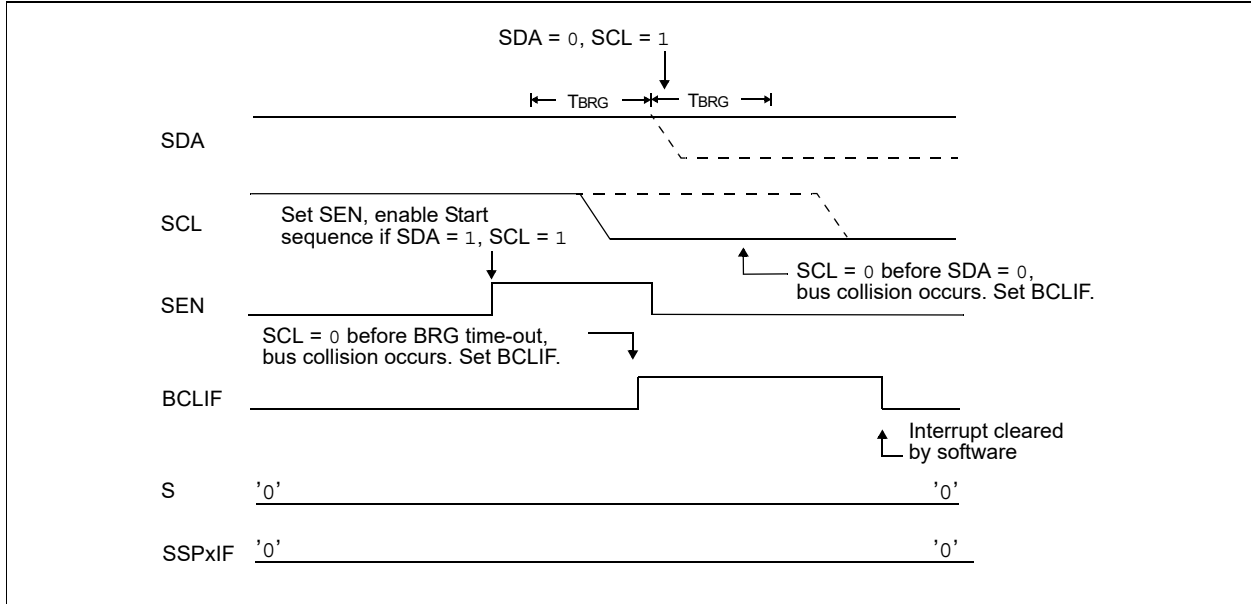 SDA = 0, SCL = 1
TBRG TBRG
SDA
SCL
Set SEN, enable Start
sequence if SDA = 1, SCL = 1
SCL = 0 before SDA = 0,
bus collision occurs. Set BCLIF.
SEN
SCL = 0 before BRG time-out,
bus collision occurs. Set BCLIF.
BCLIF
Interrupt cleared
by software
S '0' '0'
SSPxIF '0' '0'